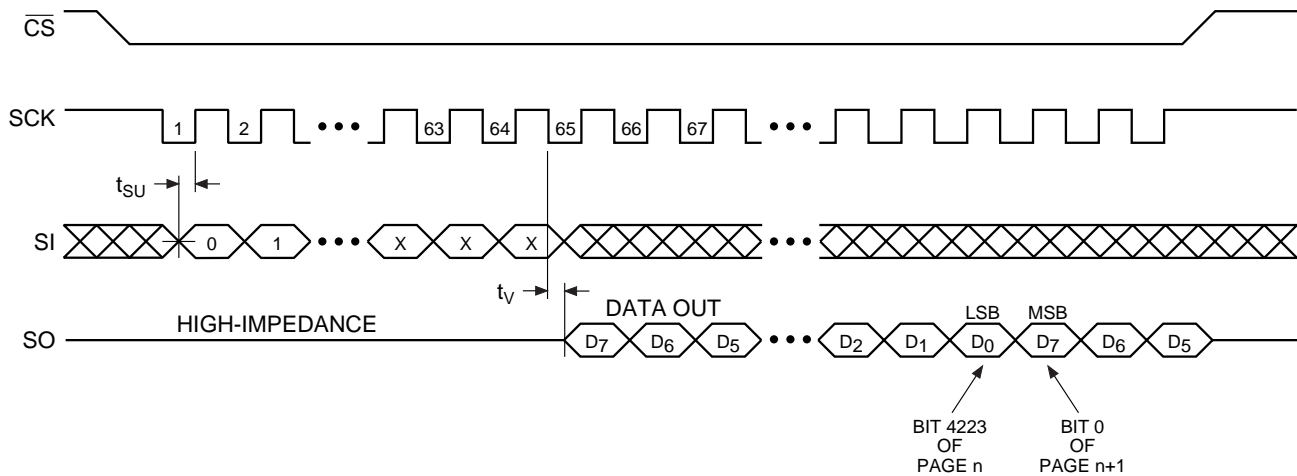 CS
SCK 1 2 ••• 63 64 65 66 67 •••
tSU
SI 0 1 ••• X X X •••
tV
HIGH-IMPEDANCE DATA OUT LSB MSB
SO D7 D6 D5 ••• D2 D1 D0 D7 D6 D5
BIT 4223
OF
PAGE n
BIT 0
OF
PAGE n+1